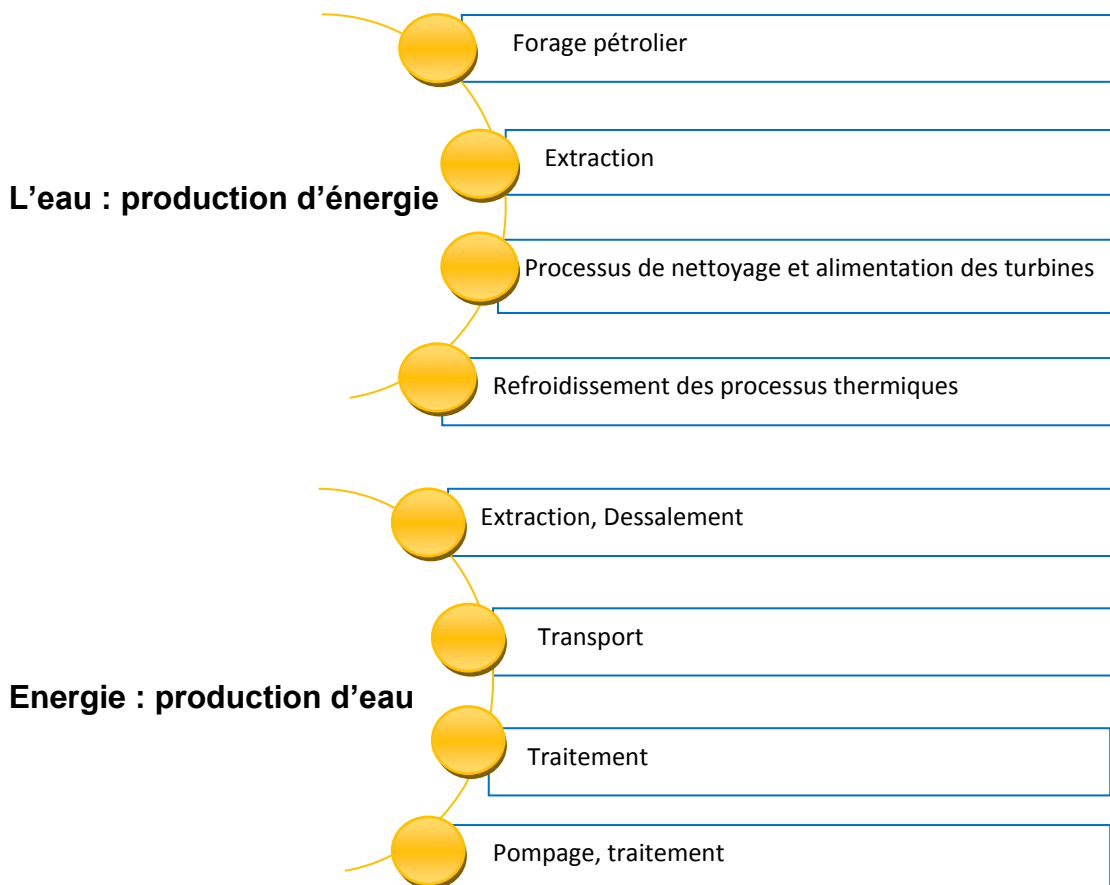 Forage pétrolier
Extraction
L’eau : production d’énergie
Processus de nettoyage et alimentation des turbines
Refroidissement des processus thermiques
Extraction, Dessalement
Transport
Energie : production d’eau
Traitement
Pompage, traitement